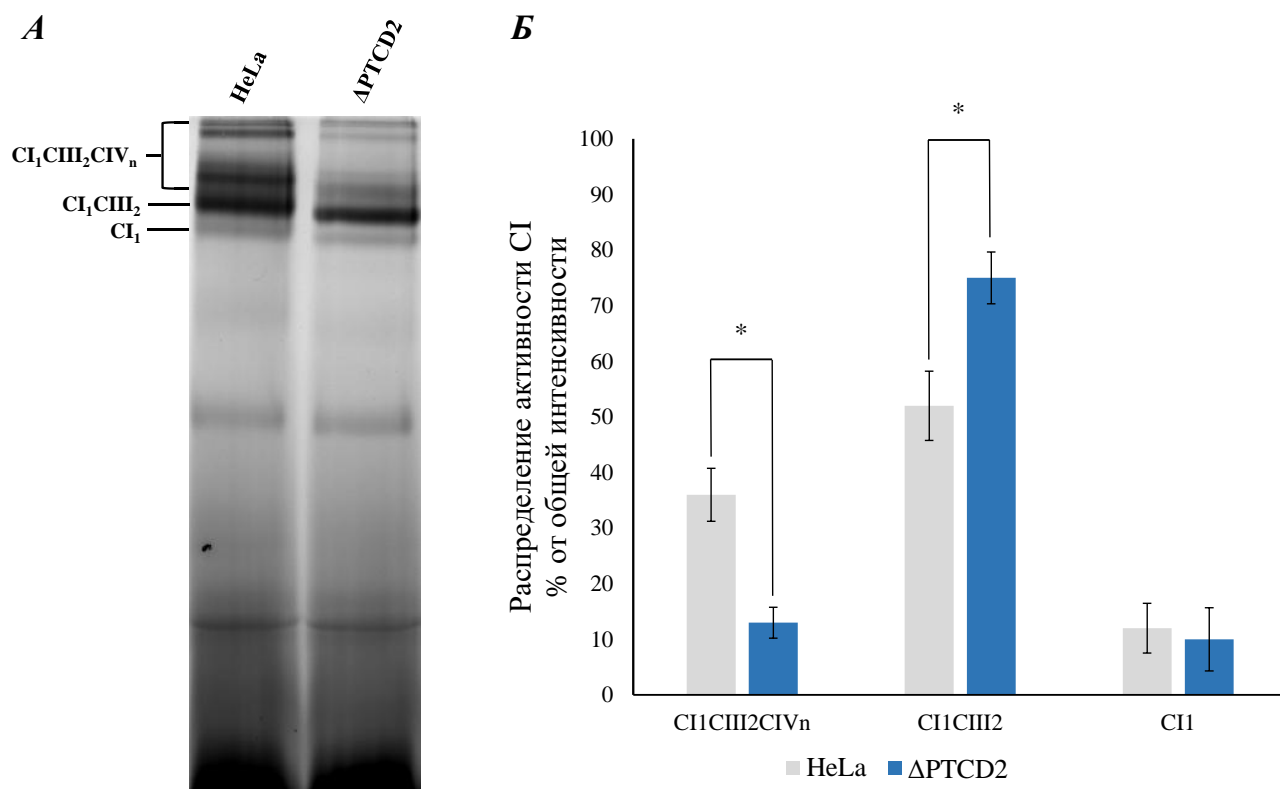 А
HeLa
ΔPTCD2
CI₁CIII₂CIVₙ
CI₁CIII₂
CI₁
Б
Распределение активности CI
% от общей интенсивности
100
90
80
70
60
50
40
30
20
10
0
*
*
CI1CIII2CIVn
CI1CIII2
CI1
HeLa
ΔPTCD2